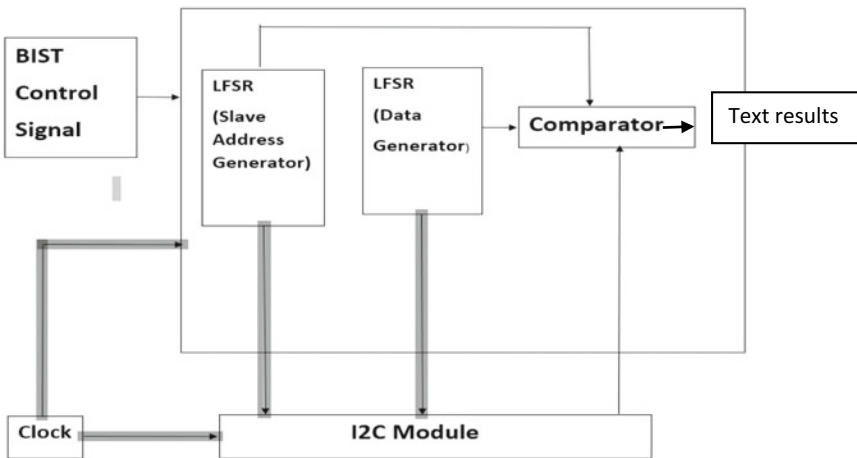 BIST
Control
Signal
LFSR
(Slave
Address
Generator)
LFSR
(Data
Generator)
Comparator
Text results
Clock
I2C Module